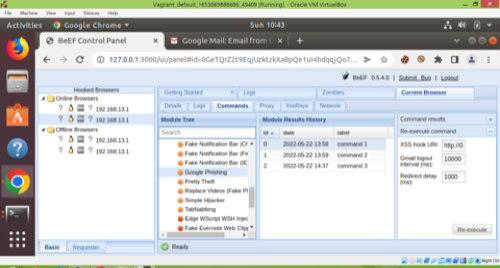 Vagrant_default_1653069888686_49409 [Running] - Oracle VM VirtualBox
File Machine View Input Devices Help
Activities Google Chrome Sun 10:43
BeEF Control Panel
Google Mail: Email from G
127.0.0.1:3000/ui/panel#id=
BeEF 0.5.4.0 | Submit Bug | Logout
Hooked Browsers
Getting Started Logs Zombies Current Browser
Online Browsers
? 192.168.13.1
? 192.168.13.1
Offline Browsers
? 192.168.13.1
? 192.168.13.1
Details Logs Commands Proxy XssRays Network
Module Tree
Search
Fake Notification Bar (Ch
Fake Notification Bar (Fir
Fake Notification Bar (IE)
Google Phishing
Pretty Theft
Replace Videos (Fake Pl
Simple Hijacker
TabNabbing
Edge WScript WSH Injec
Fake Evernote Web Clipp
Module Results History
id date label
0 2022-05-22 13:58 command 1
1 2022-05-22 13:59 command 2
2 2022-05-22 14:37 command 3
Command results
Re-execute command
XSS hook URI: http://0
Gmail logout interval (ms): 10000
Redirect delay (ms): 1000
Re-execute
Basic Requester
Ready
Right Ctrl